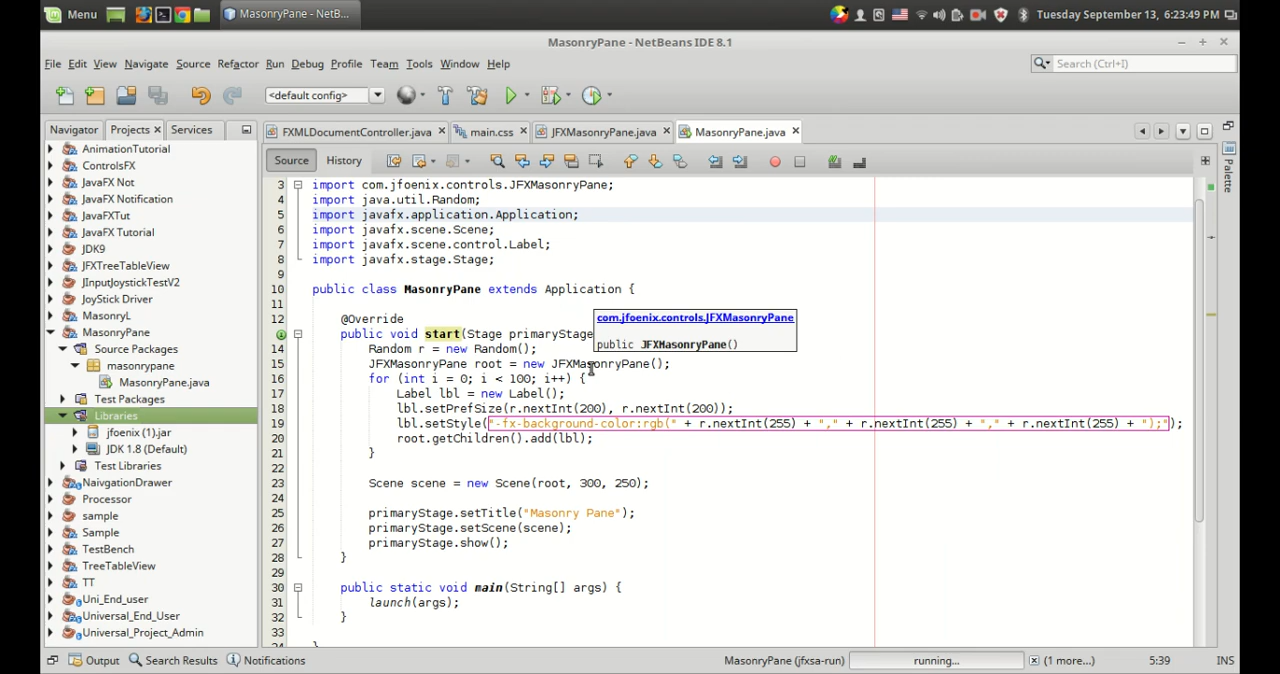 Menu
MasonryPane - NetB...
Tuesday September 13, 6:23:49 PM
MasonryPane - NetBeans IDE 8.1
File Edit View Navigate Source Refactor Run Debug Profile Team Tools Window Help
Search (Ctrl+I)
<default config>
Navigator Projects Services
FXMLDocumentController.java main.css JFXMasonryPane.java MasonryPane.java
Source History
Palette
AnimationTutorial
ControlsFX
JavaFX Not
JavaFX Notification
JavaFXTut
JavaFX Tutorial
JDK9
JFXTreeTableView
JInputJoystickTestV2
JoyStick Driver
MasonryL
MasonryPane
Source Packages
masonrypane
MasonryPane.java
Test Packages
Libraries
jfoenix (1).jar
JDK 1.8 (Default)
Test Libraries
NaivgationDrawer
Processor
sample
Sample
TestBench
TreeTableView
TT
Uni_End_user
Universal_End_User
Universal_Project_Admin
3 import com.jfoenix.controls.JFXMasonryPane;
4 import java.util.Random;
5 import javafx.application.Application;
6 import javafx.scene.Scene;
7 import javafx.scene.control.Label;
8 import javafx.stage.Stage;
9
10 public class MasonryPane extends Application {
11
12 @Override
public void start(Stage primaryStage
com.jfoenix.controls.JFXMasonryPane
public JFXMasonryPane()
14 Random r = new Random();
15 JFXMasonryPane root = new JFXMasonryPane();
16 for (int i = 0; i < 100; i++) {
17 Label lbl = new Label();
18 lbl.setPrefSize(r.nextInt(200), r.nextInt(200));
19 lbl.setStyle("-fx-background-color:rgb(" + r.nextInt(255) + "," + r.nextInt(255) + "," + r.nextInt(255) + ");");
20 root.getChildren().add(lbl);
21 }
22
23 Scene scene = new Scene(root, 300, 250);
24
25 primaryStage.setTitle("Masonry Pane");
26 primaryStage.setScene(scene);
27 primaryStage.show();
28 }
29
30 public static void main(String[] args) {
31 launch(args);
32 }
33
Output Search Results Notifications
MasonryPane (jfxsa-run) running... (1 more...) 5:39 INS